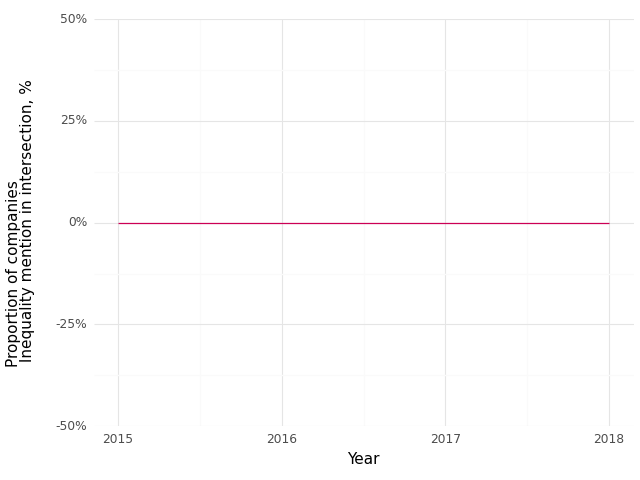 50%
25%
0%
-25%
-50%
Proportion of companies
Inequality mention in intersection, %
2015 2016 2017 2018
Year